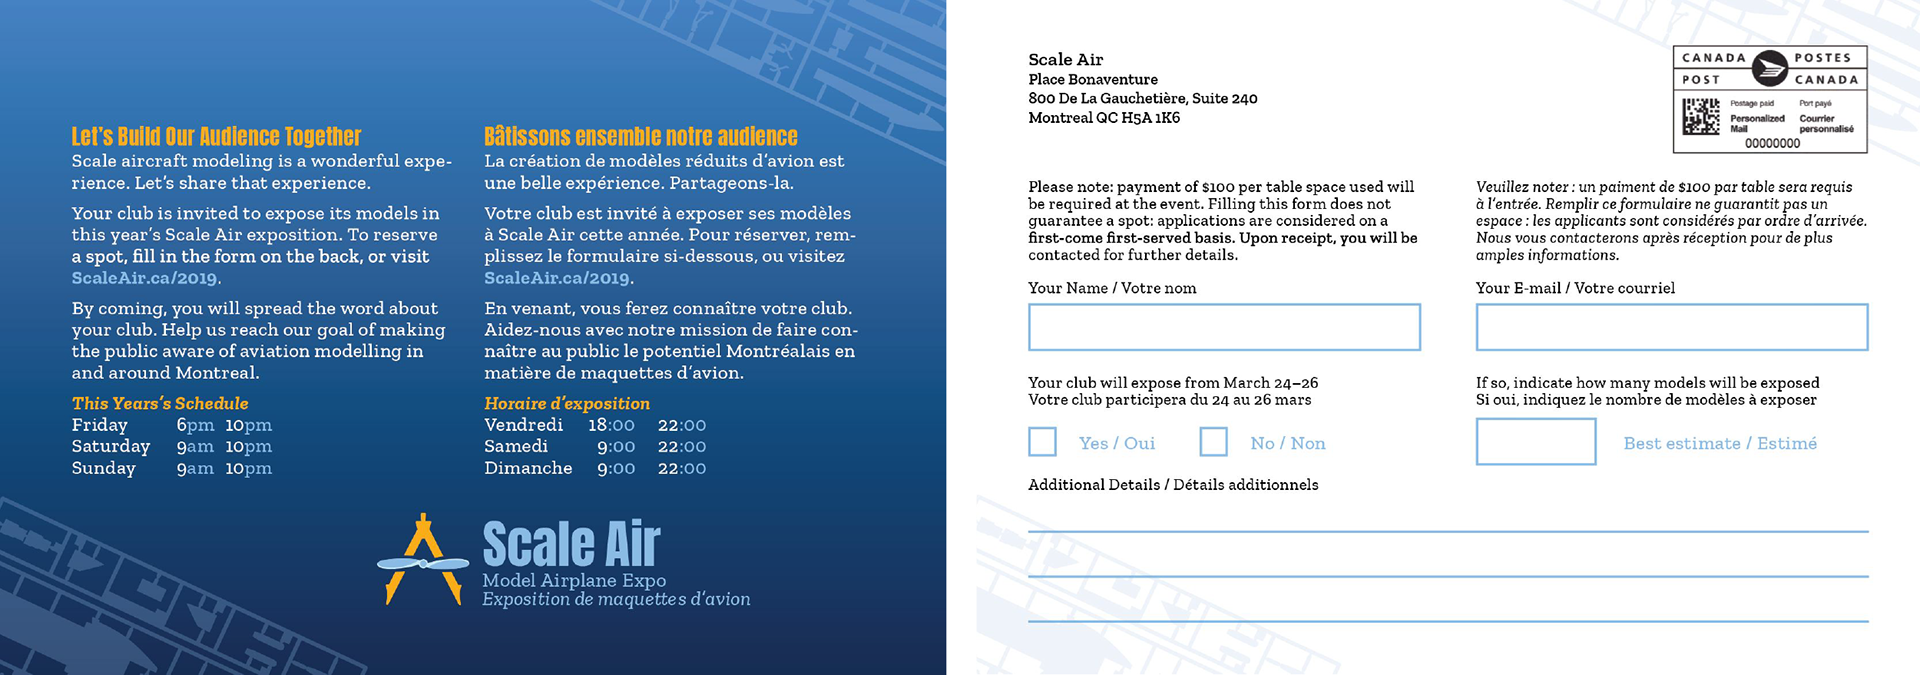 Let's Build Our Audience Together
Scale aircraft modeling is a wonderful expe-
rience. Let's share that experience.
Your club is invited to expose its models in
this year's Scale Air exposition. To reserve
a spot, fill in the form on the back, or visit
ScaleAir.ca/2019.
By coming, you will spread the word about
your club. Help us reach our goal of making
the public aware of aviation modelling in
and around Montreal.
This Years's Schedule
Friday 6pm 10pm
Saturday 9am 10pm
Sunday 9am 10pm
Bâtissons ensemble notre audience
La création de modèles réduits d'avion est
une belle expérience. Partageons-la.
Votre club est invité à exposer ses modèles
à Scale Air cette année. Pour réserver, rem-
plissez le formulaire si-dessous, ou visitez
ScaleAir.ca/2019.
En venant, vous ferez connaître votre club.
Aidez-nous avec notre mission de faire con-
naître au public le potentiel Montréalais en
matière de maquettes d'avion.
Horaire d'exposition
Vendredi 18:00 22:00
Samedi 9:00 22:00
Dimanche 9:00 22:00
Scale Air
Model Airplane Expo
Exposition de maquettes d'avion
Scale Air
Place Bonaventure
800 De La Gauchetière, Suite 240
Montreal QC H5A 1K6
CANADA POSTES
POST CANADA
Postage paid Port payé
Personalized Courrier
Mail personnalisé
00000000
Please note: payment of $100 per table space used will
be required at the event. Filling this form does not
guarantee a spot: applications are considered on a
first-come first-served basis. Upon receipt, you will be
contacted for further details.
Veuillez noter : un paiment de $100 par table sera requis
à l'entrée. Remplir ce formulaire ne guarantit pas un
espace : les applicants sont considérés par ordre d'arrivée.
Nous vous contacterons après réception pour de plus
amples informations.
Your Name / Votre nom
Your E-mail / Votre courriel
Your club will expose from March 24–26
Votre club participera du 24 au 26 mars
Yes / Oui No / Non
If so, indicate how many models will be exposed
Si oui, indiquez le nombre de modèles à exposer
Best estimate / Estimé
Additional Details / Détails additionnels